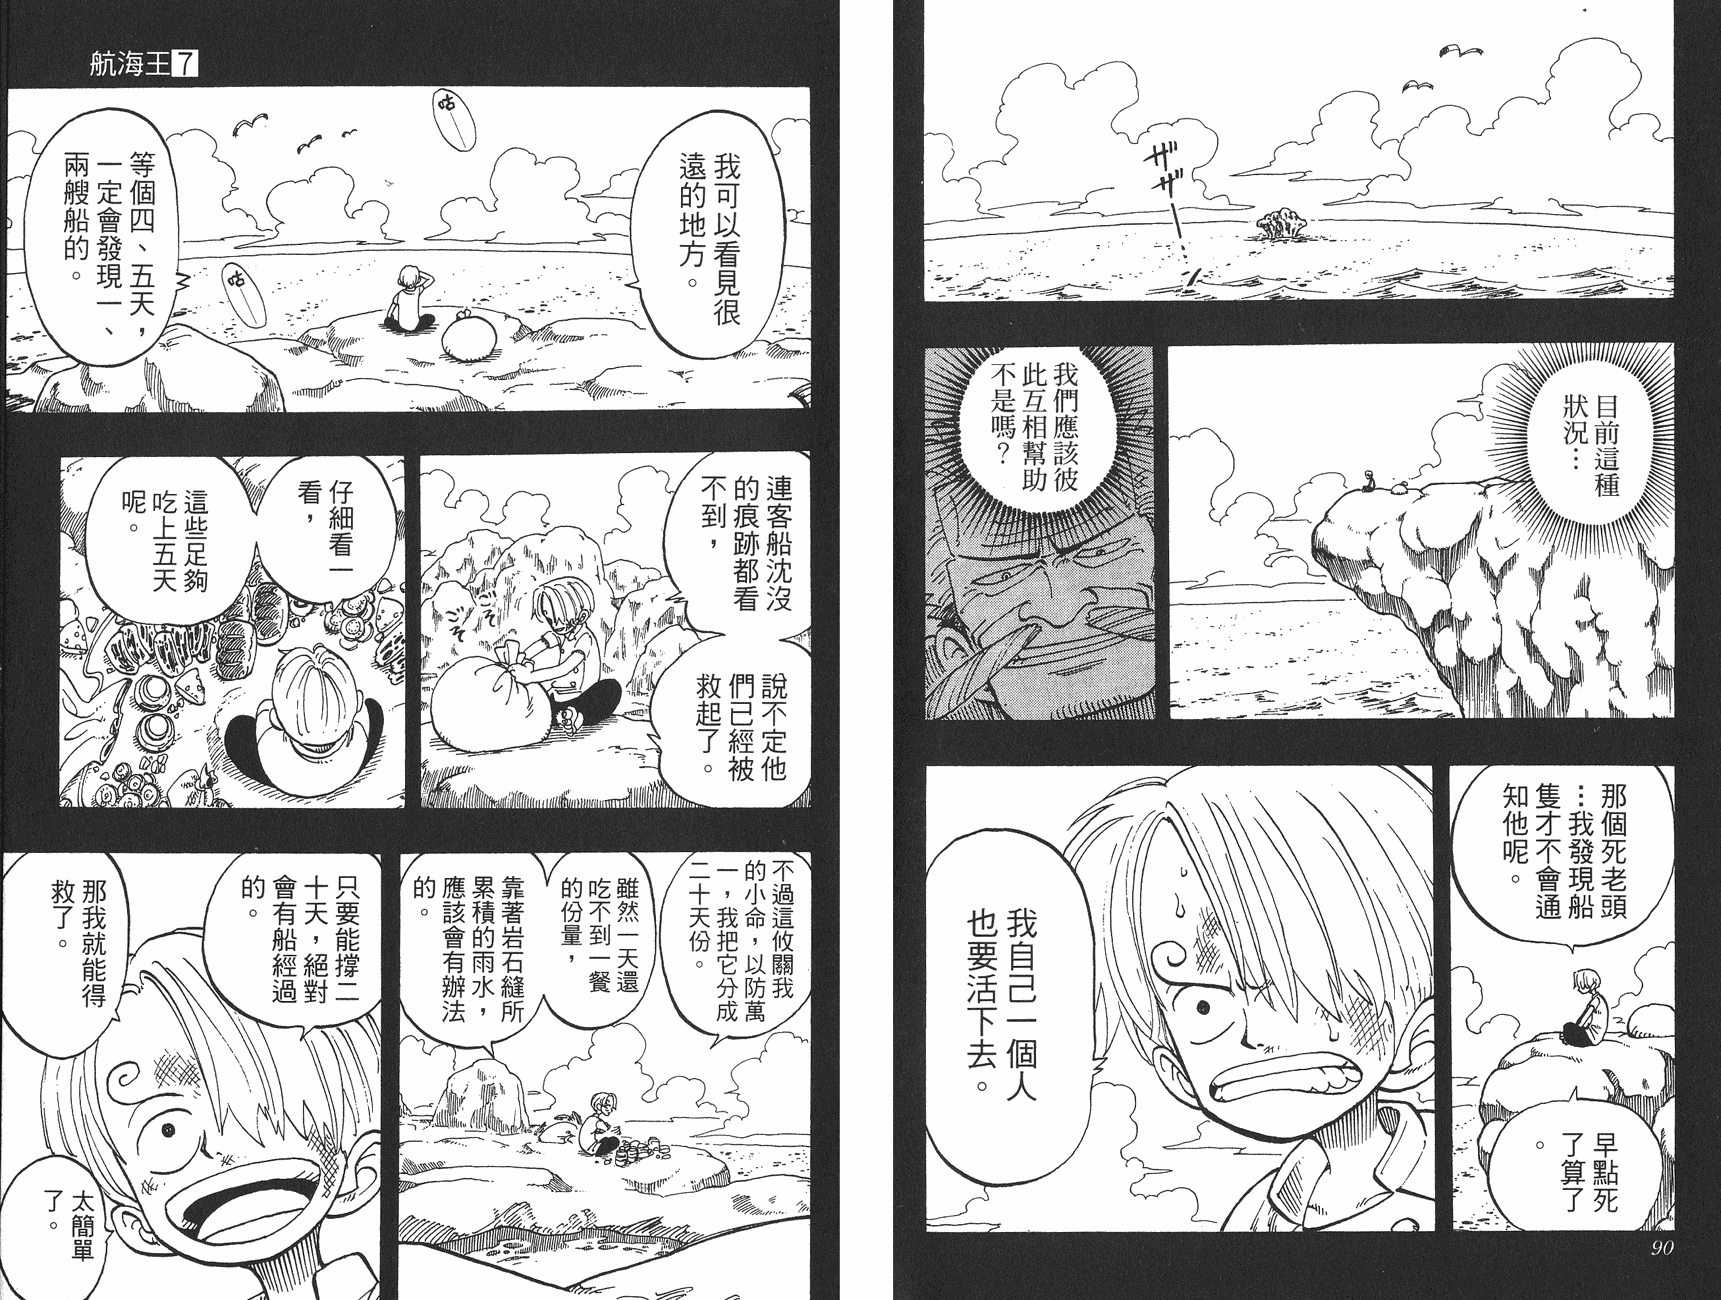 ザザ
目前這種
狀況…
我們應該彼
此互相幫助
不是嗎？
那個死老頭
…我發現船
隻才不會通
知他呢。
早點死
了算了
。
我自己一個人
也要活下去。
90
航海王7
我可以看見很
遠的地方。
咕
咕
等個四、五天，
一定會發現一、
兩艘船的。
連客船沈沒
的痕跡都看
不到，
說不定他
們已經被
救起了。
ごそ
ごそ
仔細看一
看，
這些足夠
吃上五天
呢。
不過這攸關我
的小命，以防萬
一，我把它分成
二十天份。
雖然一天還
吃不到一餐
的份量，
靠著岩石縫所
累積的雨水，
應該會有辦法
的。
只要能撐二
十天，絕對
會有船經過
的。
那我就能得
救了。
太簡單
了。